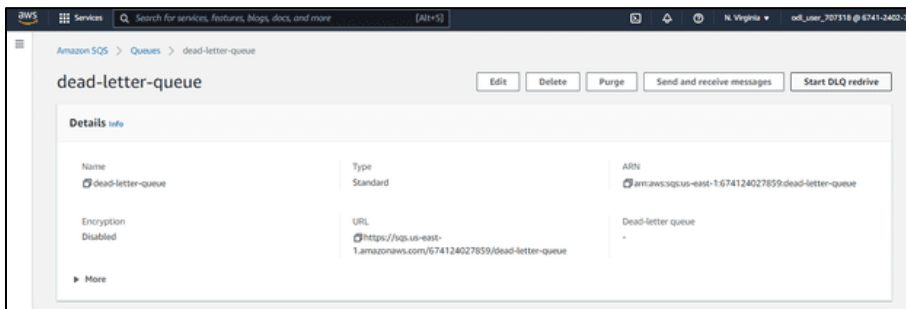 aws
Services
Search for services, features, blogs, docs, and more
[Alt+S]
N. Virginia
odl_user_707318 @ 6741-2402-
Amazon SQS > Queues > dead-letter-queue
dead-letter-queue
Edit
Delete
Purge
Send and receive messages
Start DLQ redrive
Details Info
Name
dead-letter-queue
Type
Standard
ARN
arn:aws:sqs:us-east-1:674124027859:dead-letter-queue
Encryption
Disabled
URL
https://sqs.us-east-
1.amazonaws.com/674124027859/dead-letter-queue
Dead-letter queue
-
More